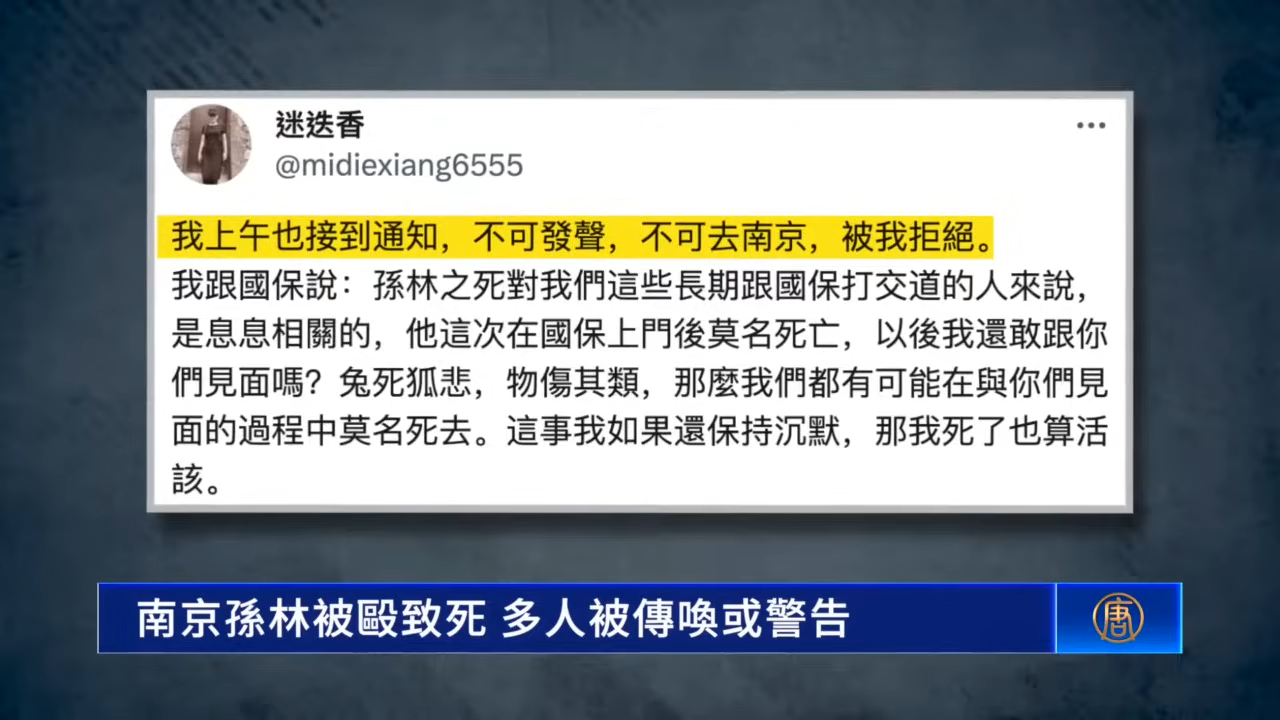 迷迭香
@midiexiang6555
我上午也接到通知，不可發聲，不可去南京，被我拒絕。
我跟國保說：孫林之死對我們這些長期跟國保打交道的人來說，
是息息相關的，他這次在國保上門後莫名死亡，以後我還敢跟你
們見面嗎？兔死狐悲，物傷其類，那麼我們都有可能在與你們見
面的過程中莫名死去。這事我如果還保持沉默，那我死了也算活
該。
南京孫林被毆致死 多人被傳喚或警告
唐